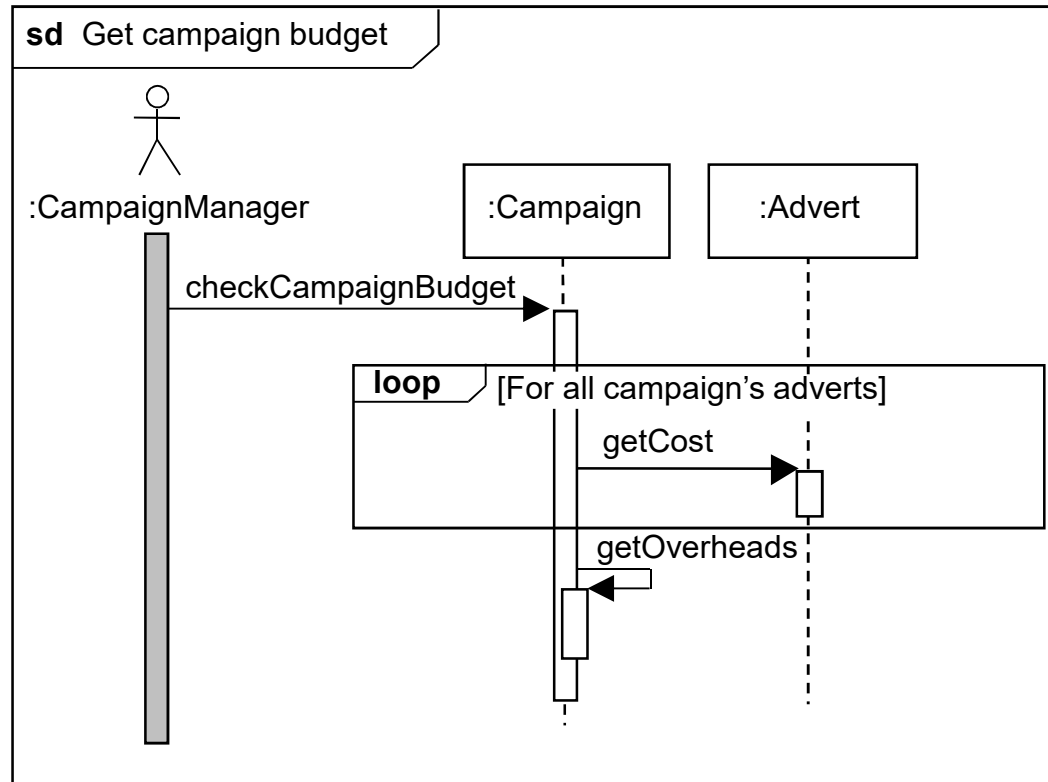 sd Get campaign budget
:CampaignManager
:Campaign
:Advert
checkCampaignBudget
loop [For all campaign’s adverts]
getCost
getOverheads